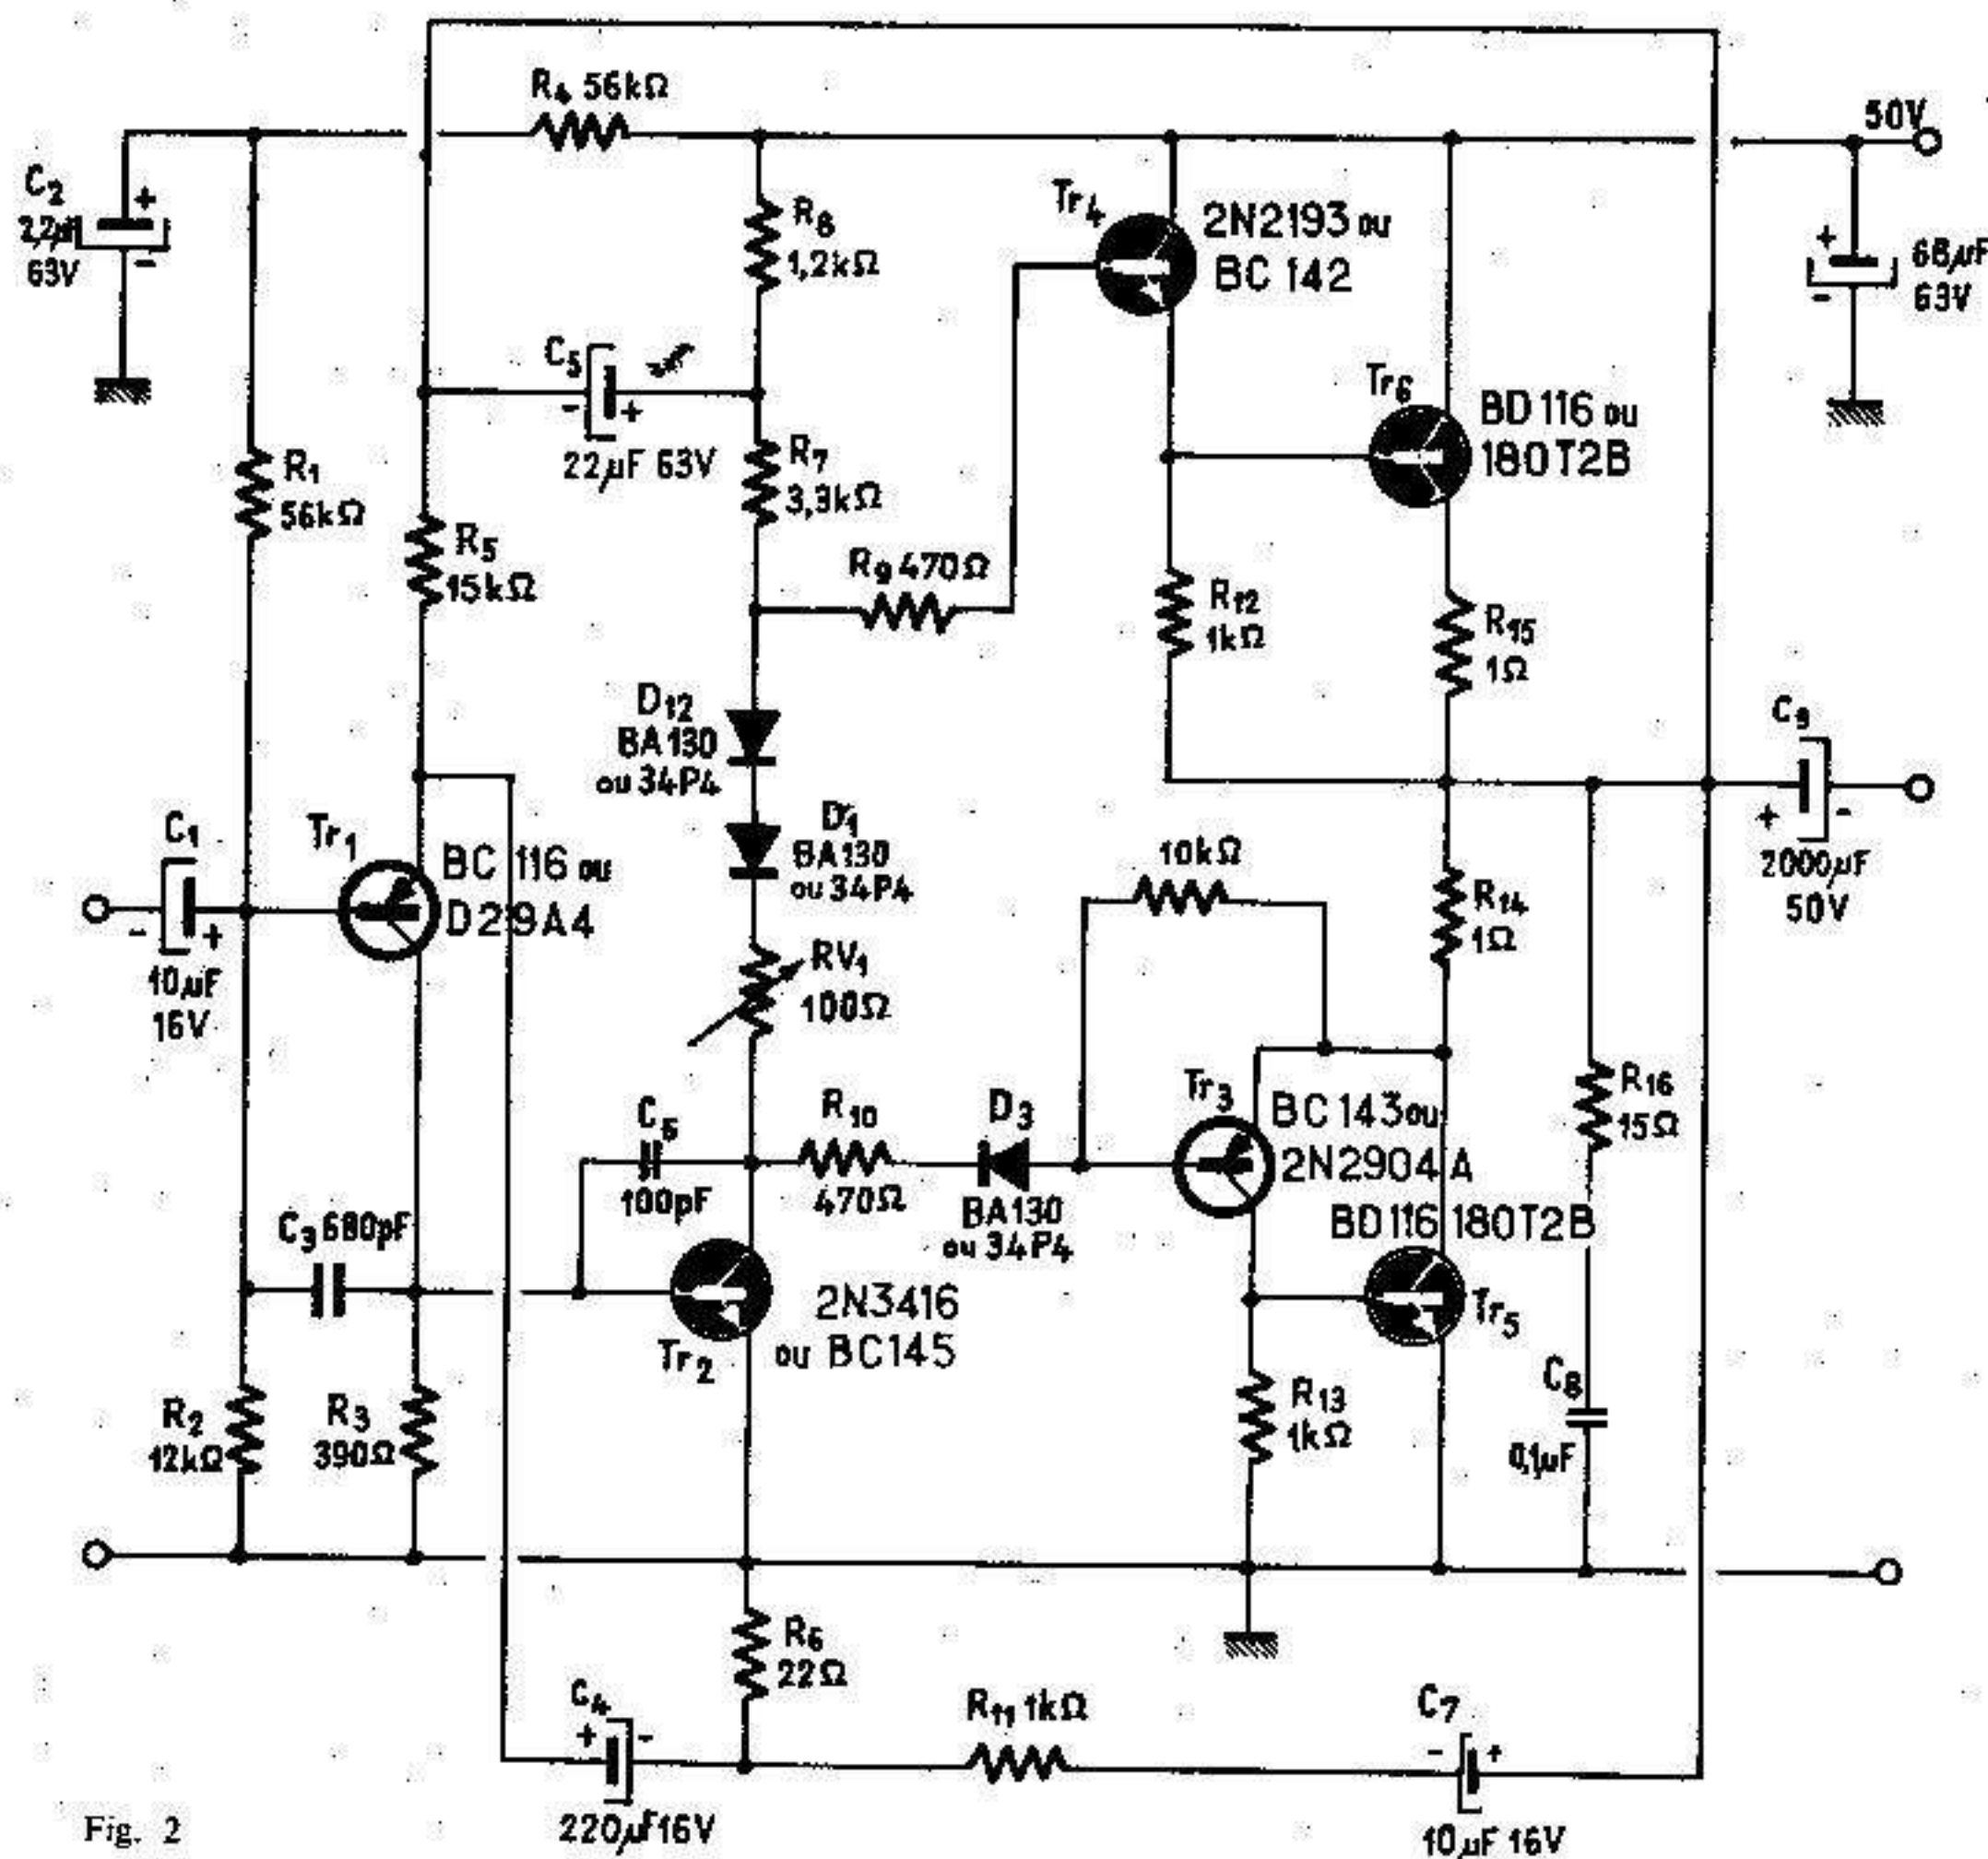 R4 56kΩ
50V
C2
2,2µF
63V
+
-
R8
1,2kΩ
Tr4
2N2193 ou
BC 142
+
-
68µF
63V
C5
-
+
22µF 63V
Tr6
BD 116 ou
180T2B
R1
56kΩ
R7
3,3kΩ
R5
15kΩ
R9 470Ω
R12
1kΩ
R15
1Ω
D12
BA130
ou 34P4
C9
+
-
2000µF
50V
D1
BA130
ou 34P4
10kΩ
R14
1Ω
C1
-
+
10µF
16V
Tr1
BC 116 ou
D29A4
RV1
100Ω
C6
100pF
R10
470Ω
D3
BA130
ou 34P4
Tr3
BC143 ou
2N2904A
R16
15Ω
C3 680pF
BD116 180T2B
Tr5
Tr2
2N3416
ou BC145
R2
12kΩ
R3
390Ω
R13
1kΩ
C8
0,1µF
R6
22Ω
C4
+
-
220µF 16V
R11 1kΩ
C7
-
+
10µF 16V
Fig. 2